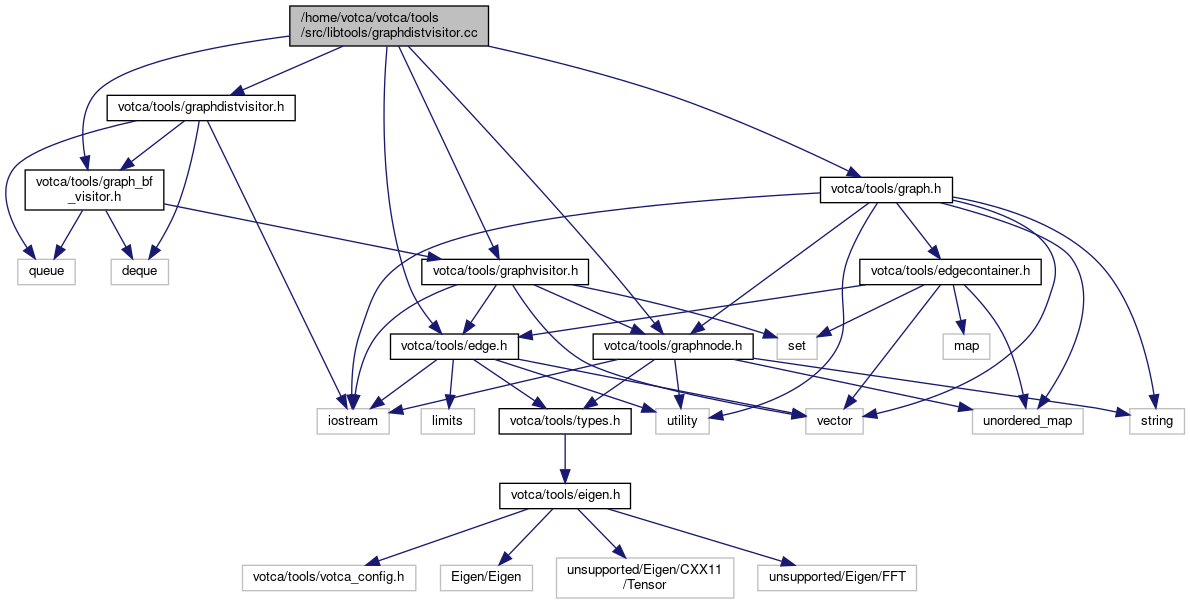 /home/votca/votca/tools
/src/libtools/graphdistvisitor.cc
votca/tools/graphdistvisitor.h
votca/tools/graph_bf
_visitor.h
votca/tools/graph.h
queue
deque
votca/tools/graphvisitor.h
votca/tools/edgecontainer.h
votca/tools/edge.h
votca/tools/graphnode.h
set
map
iostream
limits
votca/tools/types.h
utility
vector
unordered_map
string
votca/tools/eigen.h
votca/tools/votca_config.h
Eigen/Eigen
unsupported/Eigen/CXX11
/Tensor
unsupported/Eigen/FFT